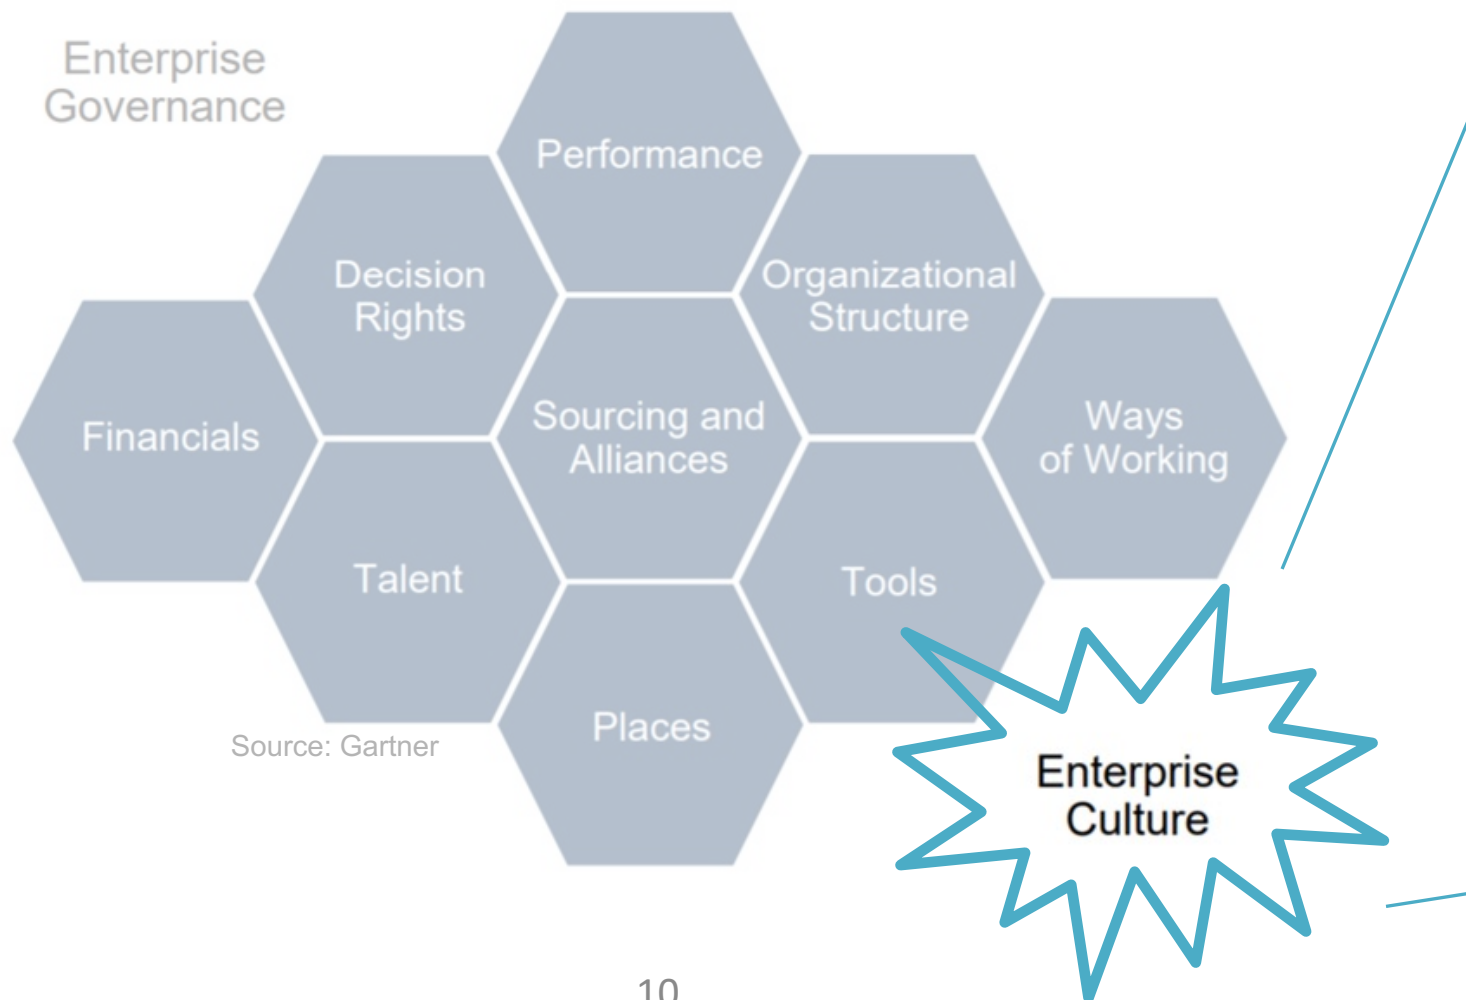 Enterprise
Governance
Performance
Decision
Rights
Organizational
Structure
Financials
Sourcing and
Alliances
Ways
of Working
Talent
Tools
Places
Source: Gartner
Enterprise
Culture
10